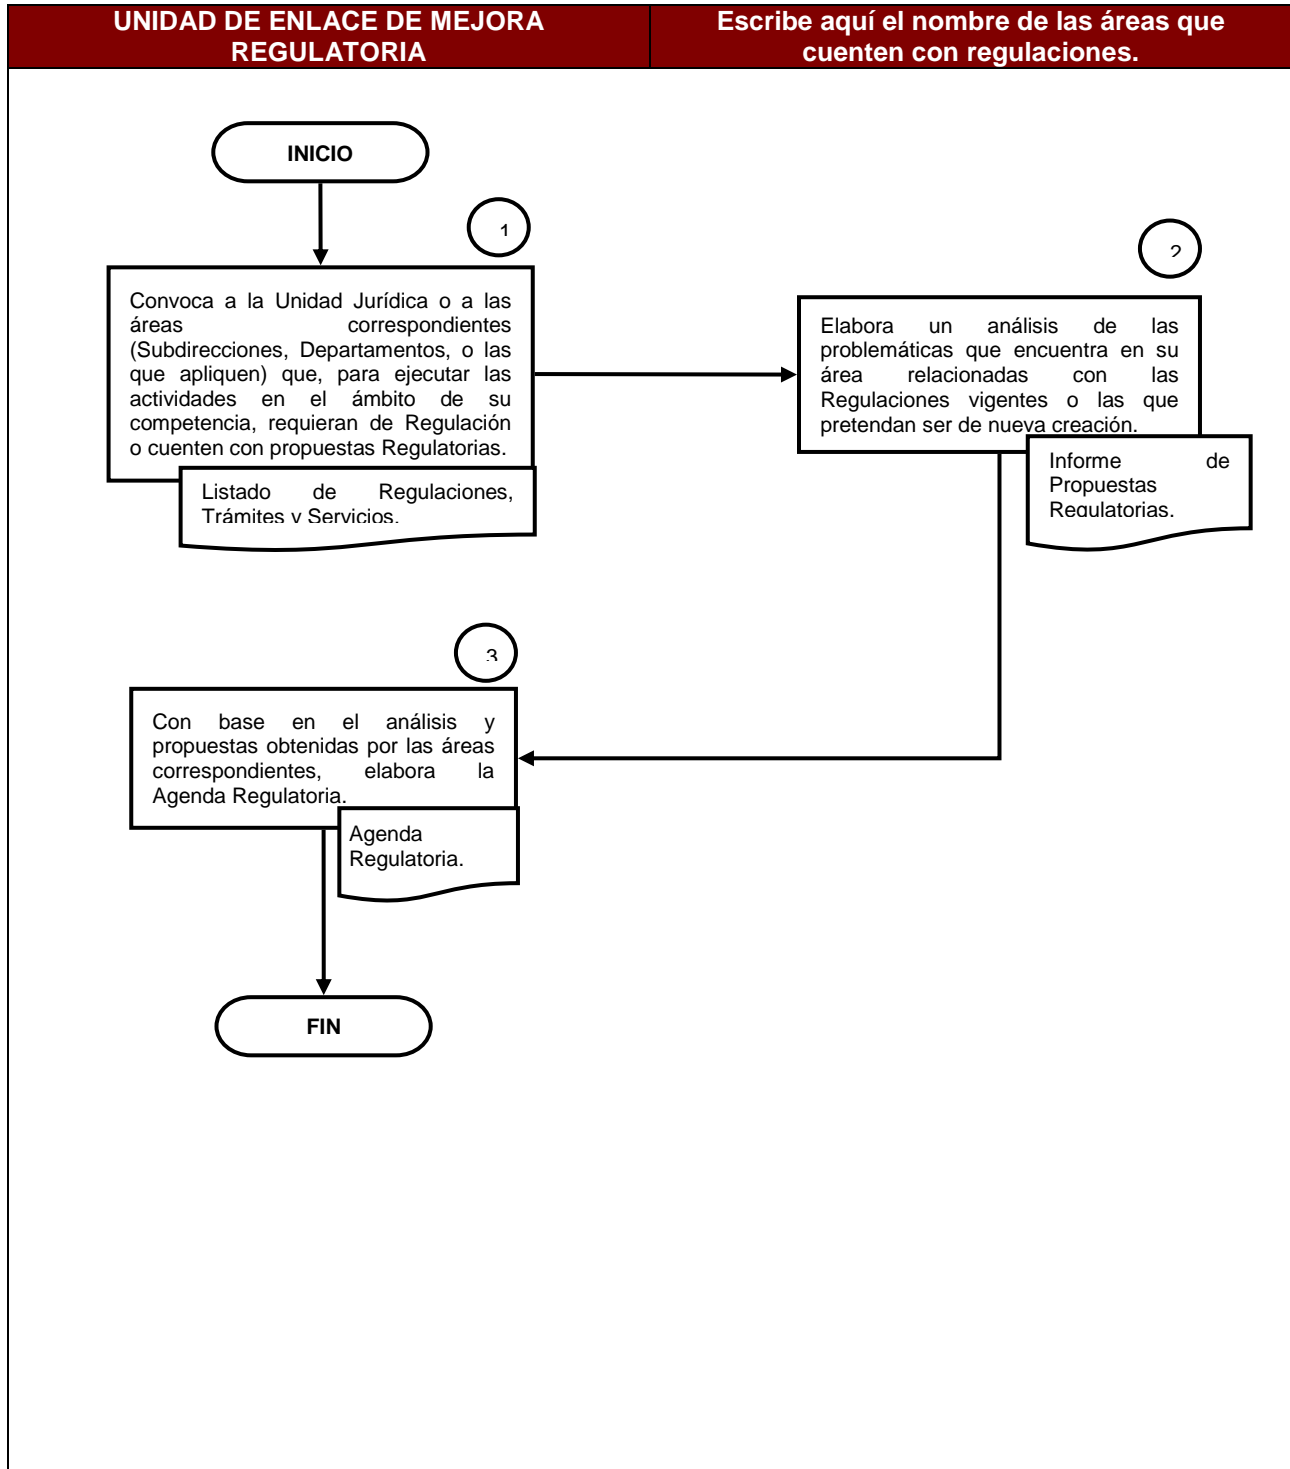 UNIDAD DE ENLACE DE MEJORA
REGULATORIA
Escribe aquí el nombre de las áreas que
cuenten con regulaciones.
INICIO
1
Convoca a la Unidad Jurídica o a las
áreas correspondientes
(Subdirecciones, Departamentos, o las
que apliquen) que, para ejecutar las
actividades en el ámbito de su
competencia, requieran de Regulación
o cuenten con propuestas Regulatorias.
Listado de Regulaciones,
Trámites y Servicios.
2
Elabora un análisis de las
problemáticas que encuentra en su
área relacionadas con las
Regulaciones vigentes o las que
pretendan ser de nueva creación.
Informe de
Propuestas
Regulatorias.
3
Con base en el análisis y
propuestas obtenidas por las áreas
correspondientes, elabora la
Agenda Regulatoria.
Agenda
Regulatoria.
FIN